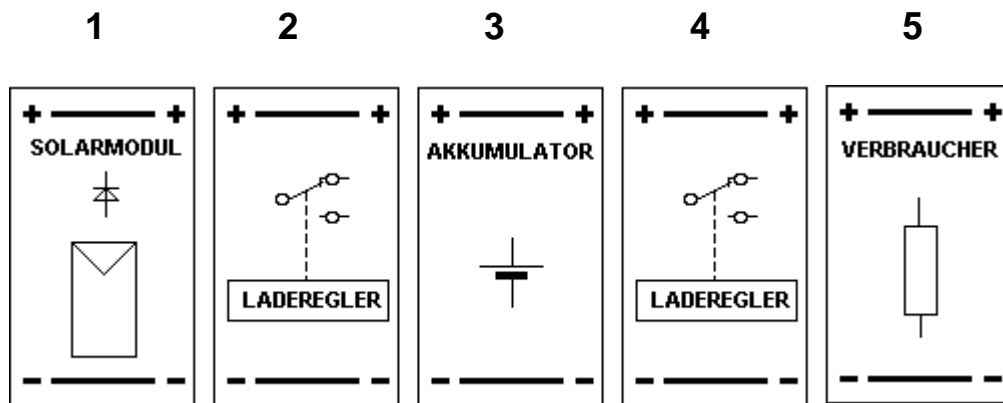 1 2 3 4 5
+ + + + + + + + + +
SOLARMODUL AKKUMULATOR VERBRAUCHER
LADEREGLER LADEREGLER
- - - - - - - - - -